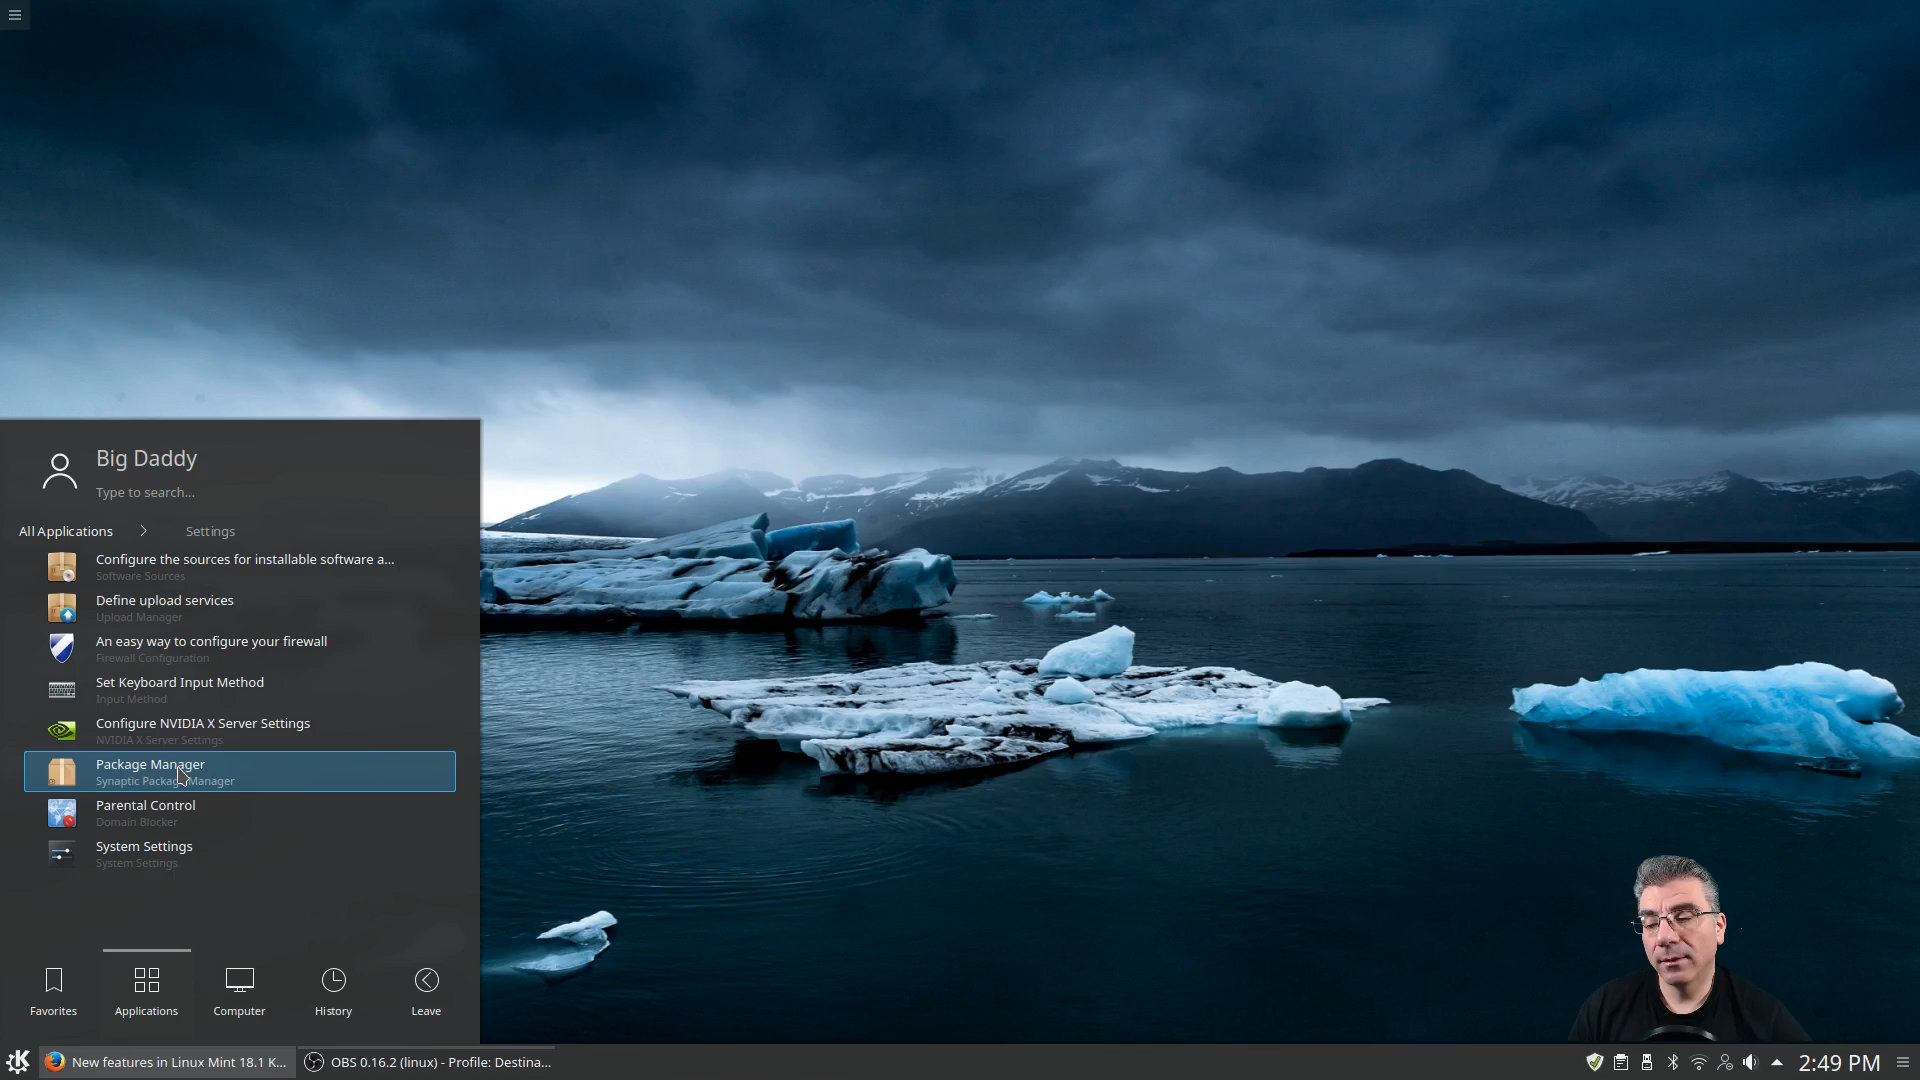 Big Daddy
Type to search...
All Applications
Settings
Configure the sources for installable software a...
Software Sources
Define upload services
Upload Manager
An easy way to configure your firewall
Firewall Configuration
Set Keyboard Input Method
Input Method
Configure NVIDIA X Server Settings
NVIDIA X Server Settings
Package Manager
Synaptic Package Manager
Parental Control
Domain Blocker
System Settings
System Settings
Favorites
Applications
Computer
History
Leave
New features in Linux Mint 18.1 K...
OBS 0.16.2 (linux) - Profile: Destina...
2:49 PM